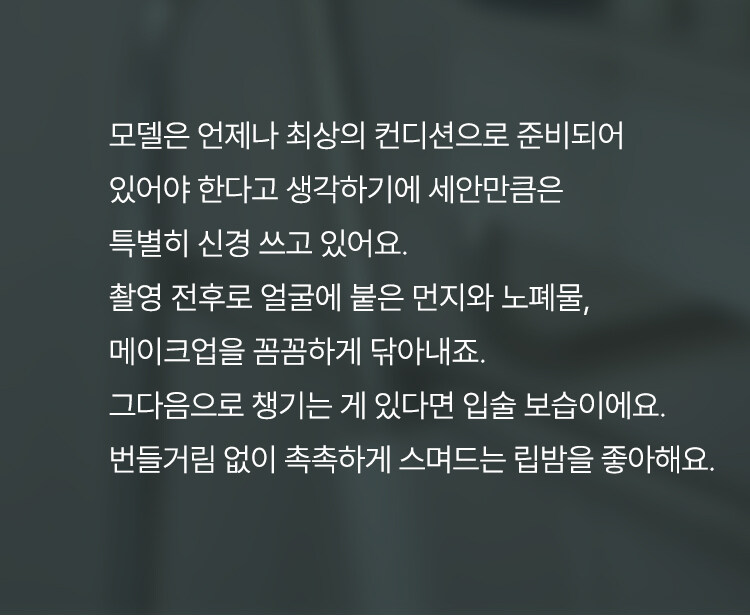 모델은 언제나 최상의 컨디션으로 준비되어
있어야 한다고 생각하기에 세안만큼은
특별히 신경 쓰고 있어요.
촬영 전후로 얼굴에 붙은 먼지와 노폐물,
메이크업을 꼼꼼하게 닦아내죠.
그다음으로 챙기는 게 있다면 입술 보습이에요.
번들거림 없이 촉촉하게 스며드는 립밤을 좋아해요.